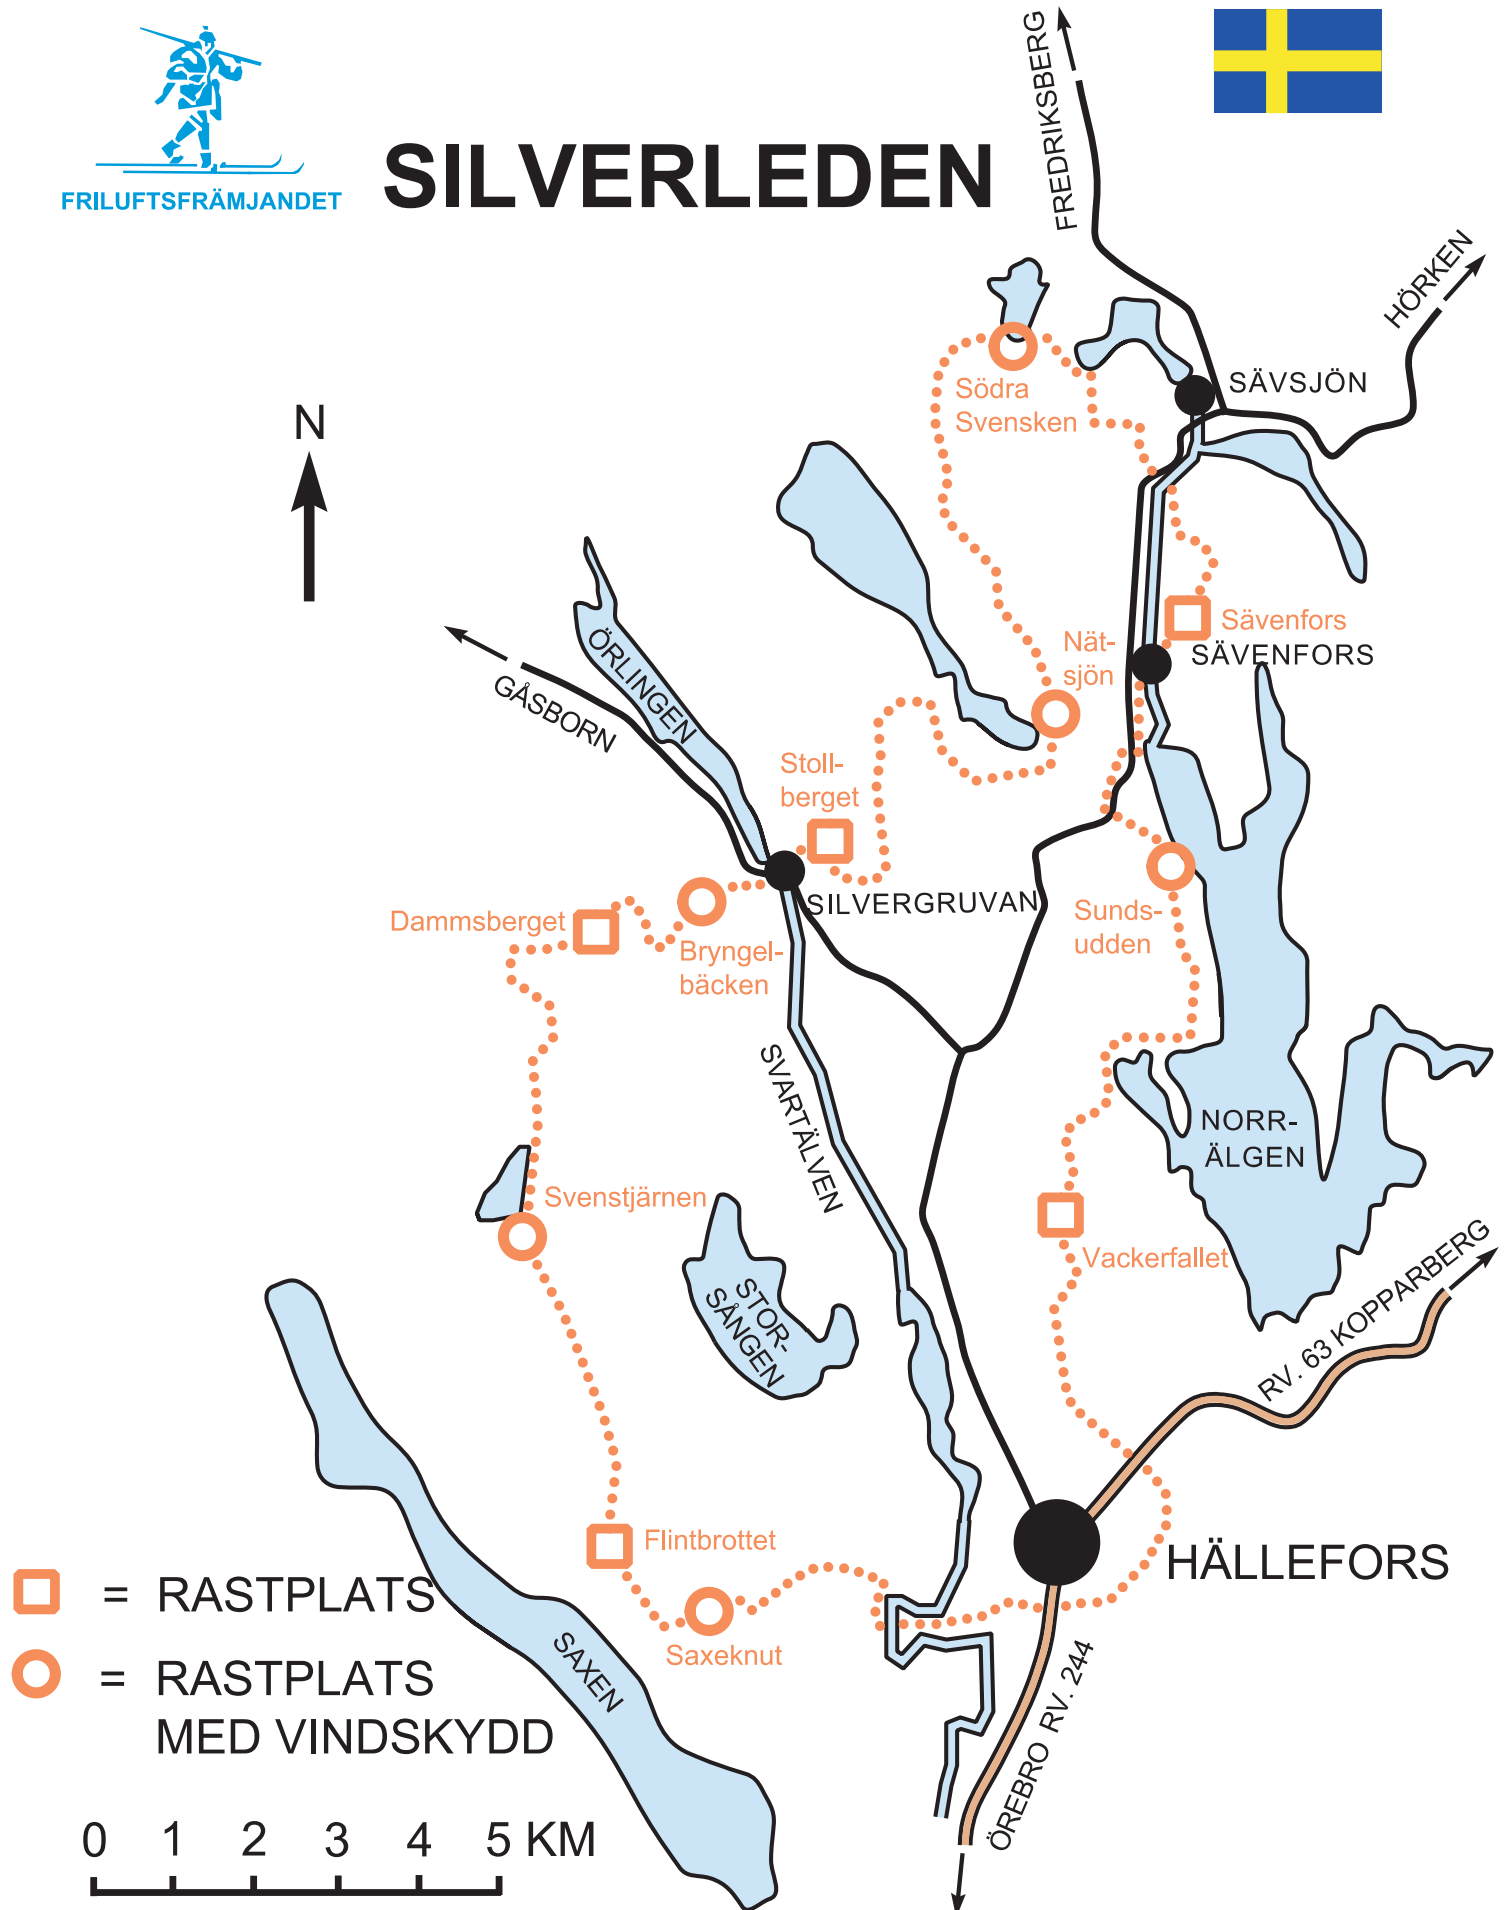 FRILUFTSFRÄMJANDET
SILVERLEDEN
FREDRIKSBERG
HÖRKEN
SÄVSJÖN
Södra
Svensken
N
Sävenfors
SÄVENFORS
Nät-
sjön
ÖRLINGEN
GÅSBORN
Stoll-
berget
SILVERGRUVAN
Dammsberget
Bryngel-
bäcken
Sunds-
udden
SVARTÄLVEN
NORR-
ÄLGEN
Svenstjärnen
Vackerfallet
STOR-
SÅNGEN
RV. 63 KOPPARBERG
Flintbrottet
HÄLLEFORS
= RASTPLATS
Saxeknut
SAXEN
= RASTPLATS
MED VINDSKYDD
ÖREBRO RV. 244
0 1 2 3 4 5 KM